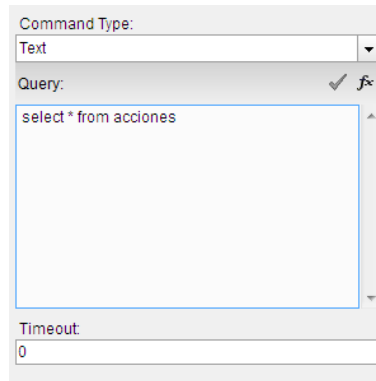 Command Type:
Text
Query:
fx
select * from acciones
Timeout:
0